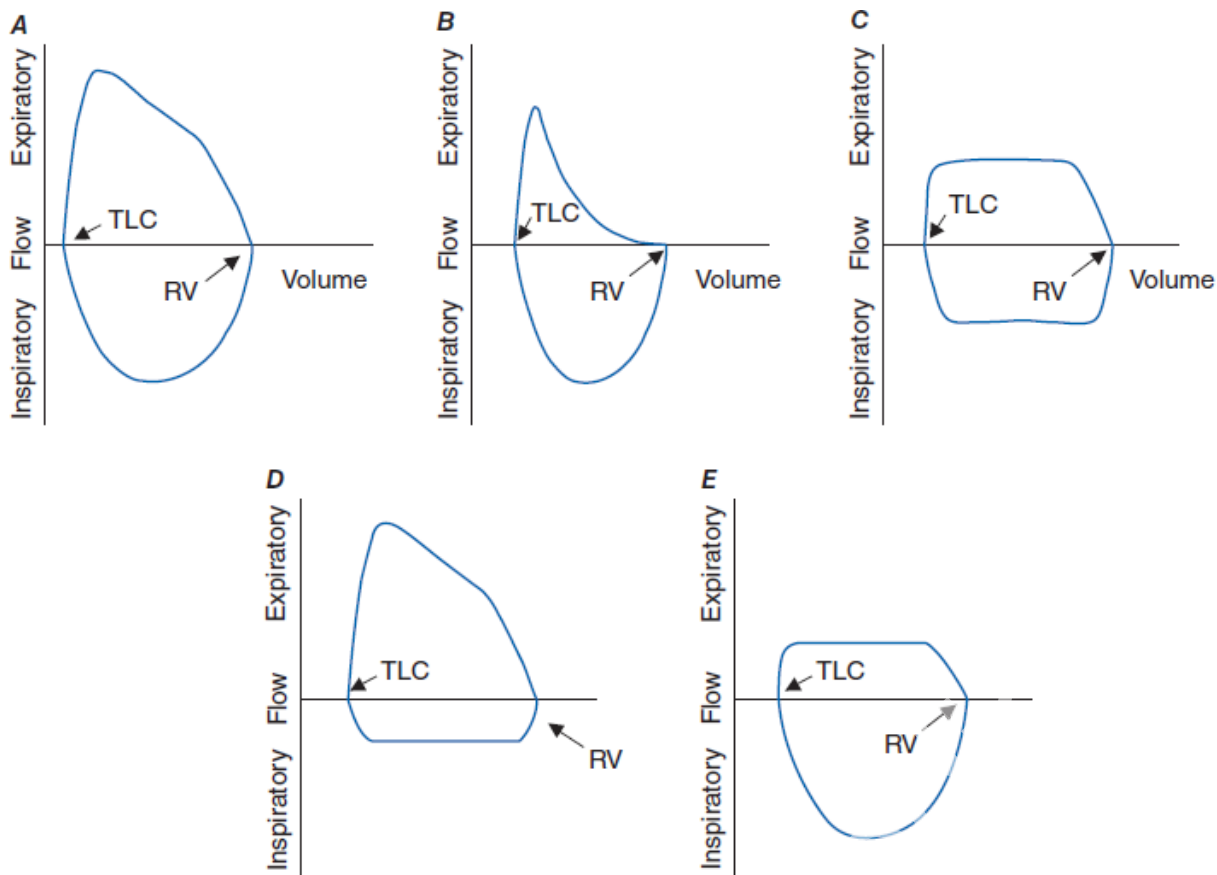 A
Expiratory
Flow
Inspiratory
TLC
RV
Volume
B
Expiratory
Flow
Inspiratory
TLC
RV
Volume
C
Expiratory
Flow
Inspiratory
TLC
RV
Volume
D
Expiratory
Flow
Inspiratory
TLC
RV
E
Expiratory
Flow
Inspiratory
TLC
RV